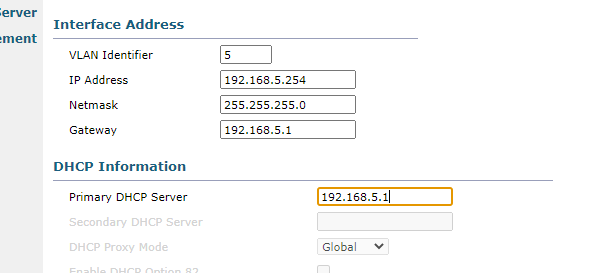 Server
ement
Interface Address
VLAN Identifier 5
IP Address 192.168.5.254
Netmask 255.255.255.0
Gateway 192.168.5.1
DHCP Information
Primary DHCP Server 192.168.5.1
Secondary DHCP Server
DHCP Proxy Mode Global
Enable DHCP Option 82